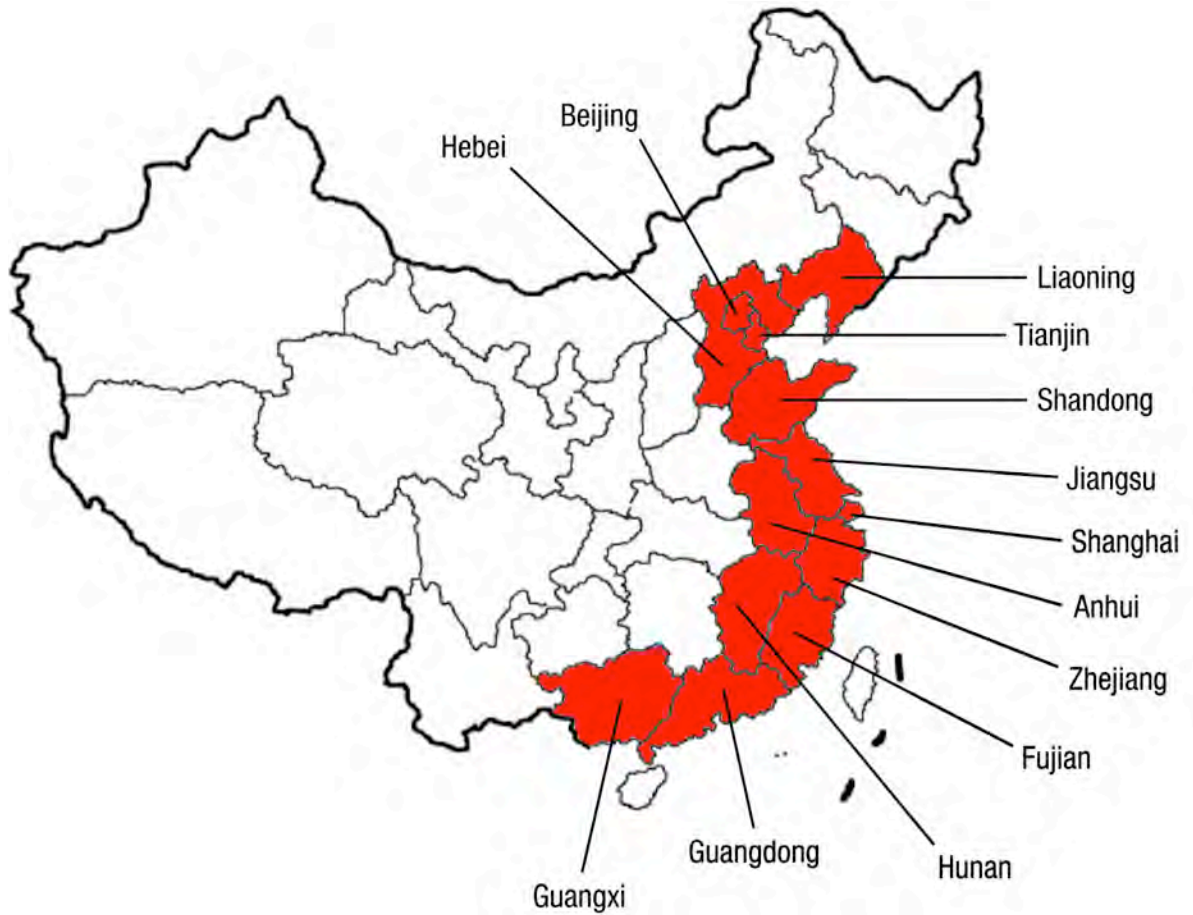 Beijing
Hebei
Liaoning
Tianjin
Shandong
Jiangsu
Shanghai
Anhui
Zhejiang
Fujian
Hunan
Guangdong
Guangxi